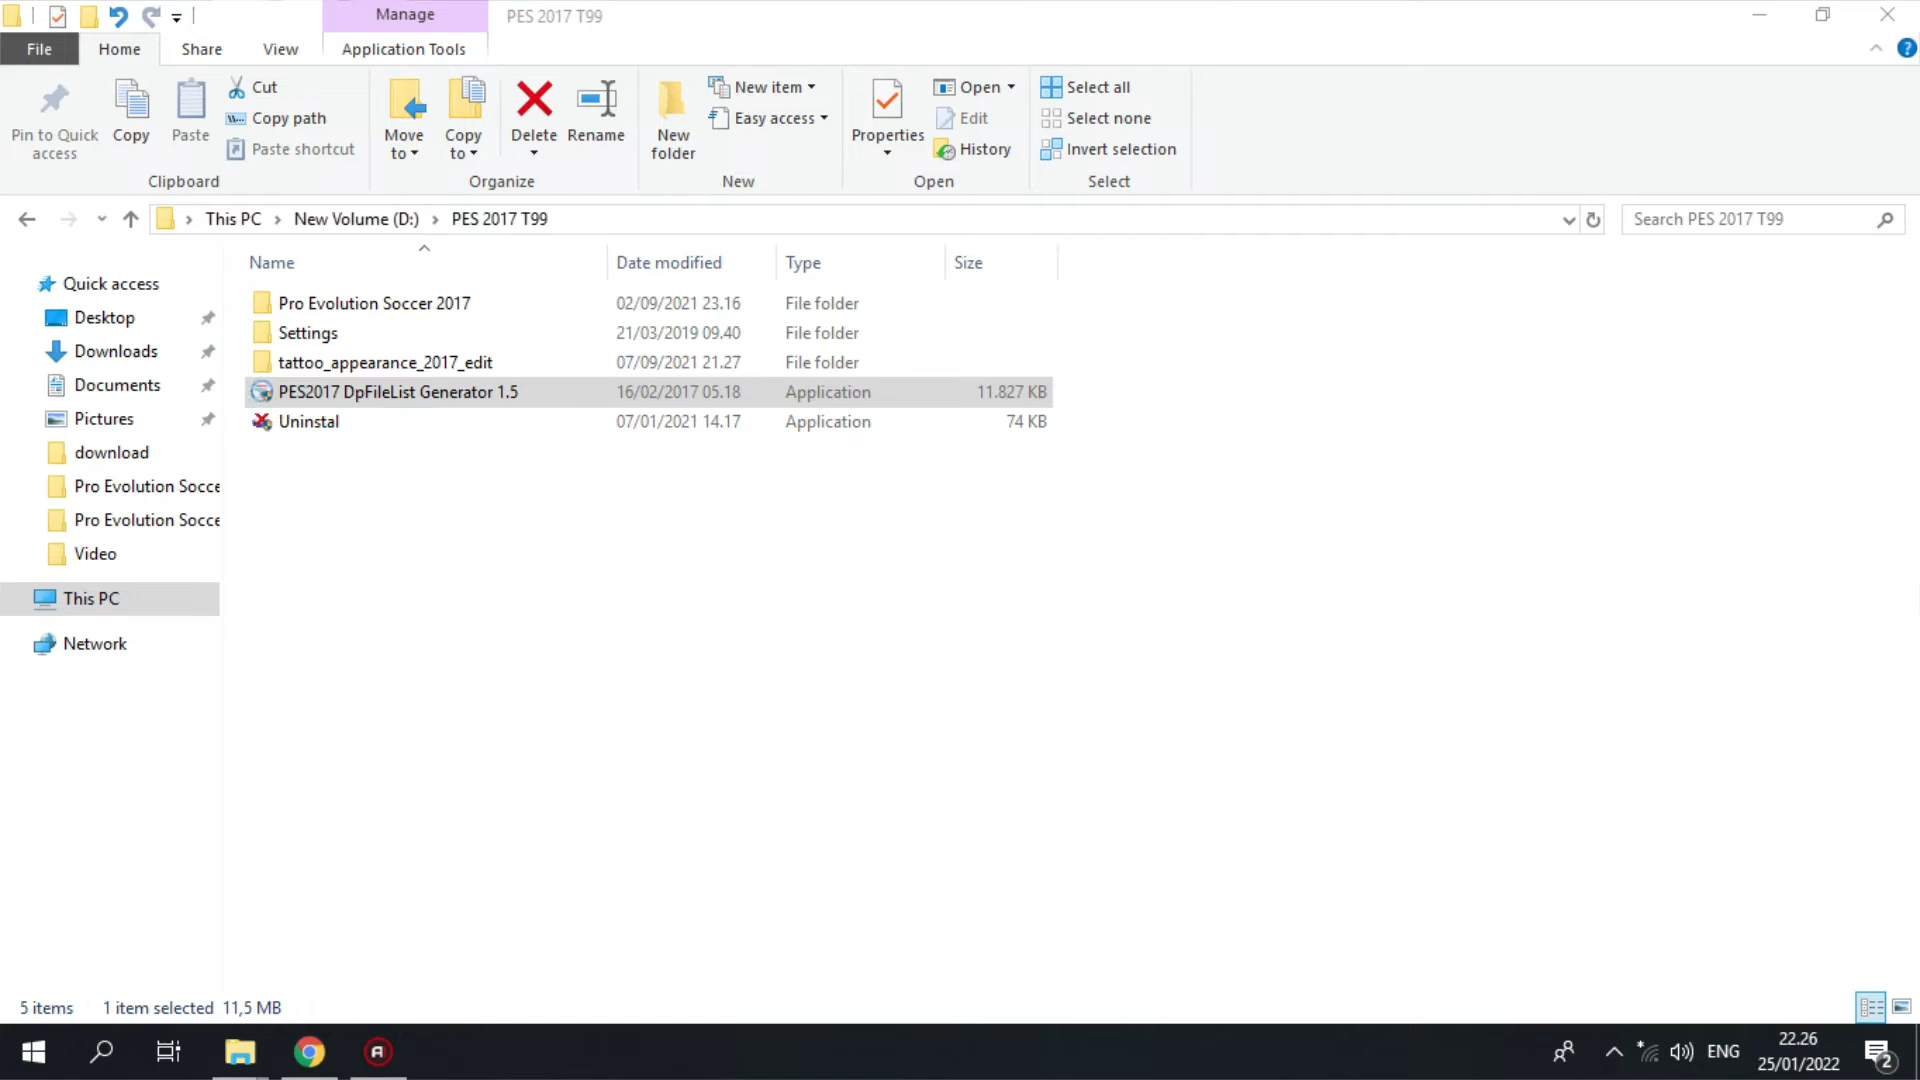 Manage
PES 2017 T99
File
Home
Share
View
Application Tools
Pin to Quick access
Copy
Paste
Cut
Copy path
Paste shortcut
Clipboard
Move to
Copy to
Delete
Rename
Organize
New folder
New item
Easy access
New
Properties
Open
Edit
History
Open
Select all
Select none
Invert selection
Select
This PC
New Volume (D:)
PES 2017 T99
Search PES 2017 T99
Name
Date modified
Type
Size
Quick access
Desktop
Downloads
Documents
Pictures
download
Pro Evolution Socce
Pro Evolution Socce
Video
This PC
Network
Pro Evolution Soccer 2017 02/09/2021 23.16 File folder
Settings 21/03/2019 09.40 File folder
tattoo_appearance_2017_edit 07/09/2021 21.27 File folder
PES2017 DpFileList Generator 1.5 16/02/2017 05.18 Application 11.827 KB
Uninstal 07/01/2021 14.17 Application 74 KB
5 items 1 item selected 11,5 MB
ENG
22.26
25/01/2022
2